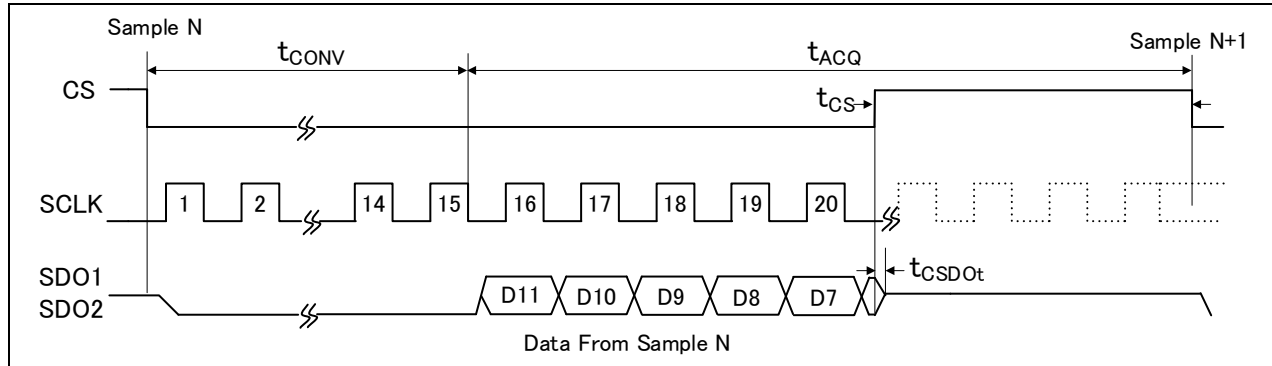 Sample N
Sample N+1
tCONV
tACQ
CS
tCS
SCLK
1 2 14 15 16 17 18 19 20
SDO1
SDO2
D11 D10 D9 D8 D7
tCSDOt
Data From Sample N